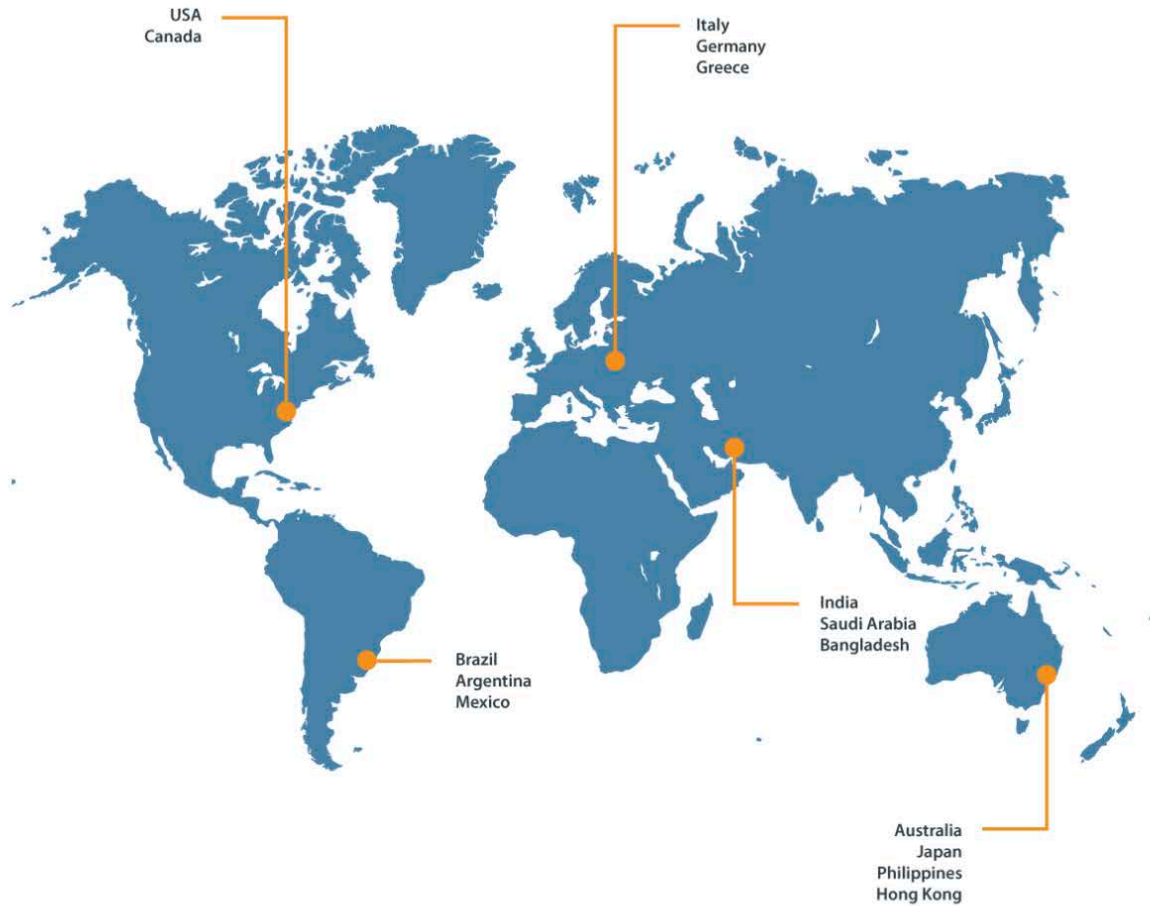 USA
Canada
Italy
Germany
Greece
India
Saudi Arabia
Bangladesh
Brazil
Argentina
Mexico
Australia
Japan
Philippines
Hong Kong